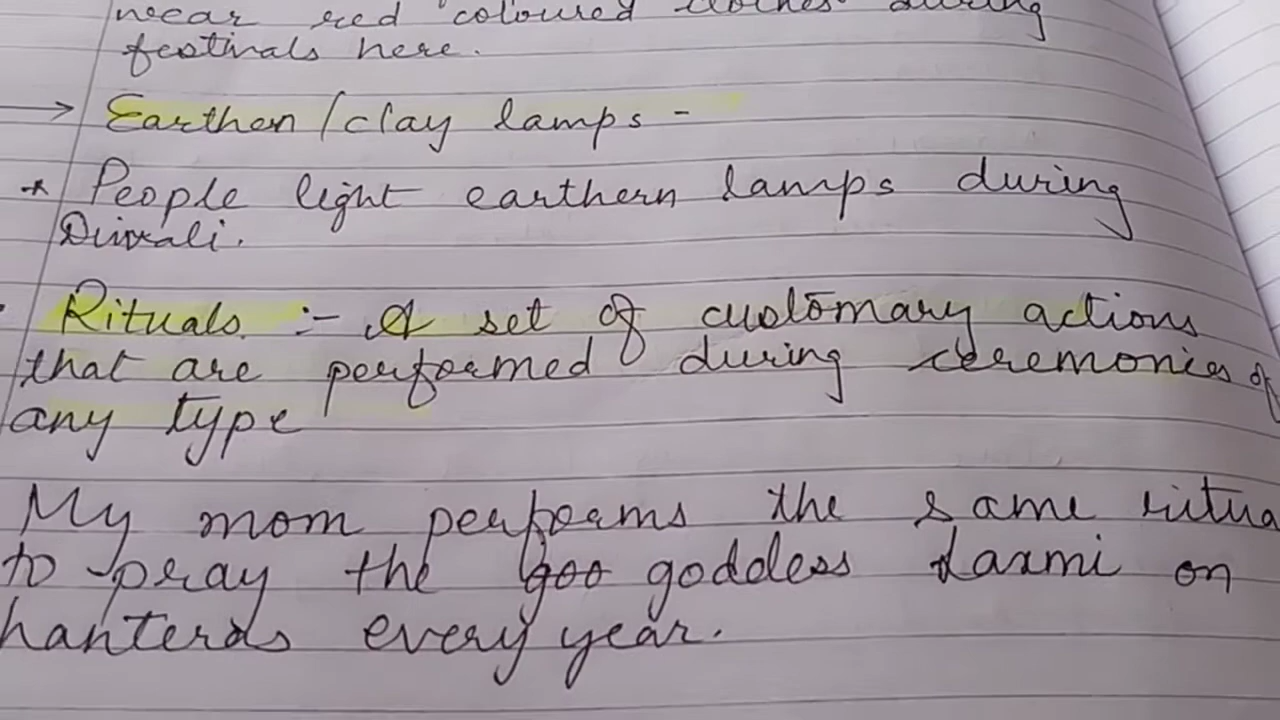 wear red coloured clothes during
festivals here.
→ Earthen/clay lamps -
* People light earthern lamps during
Diwali.
Rituals :- A set of customary actions
that are performed during ceremonies of
any type
My mom performs the same ritua
to pray the goo goddess Laxmi on
hanteras every year.